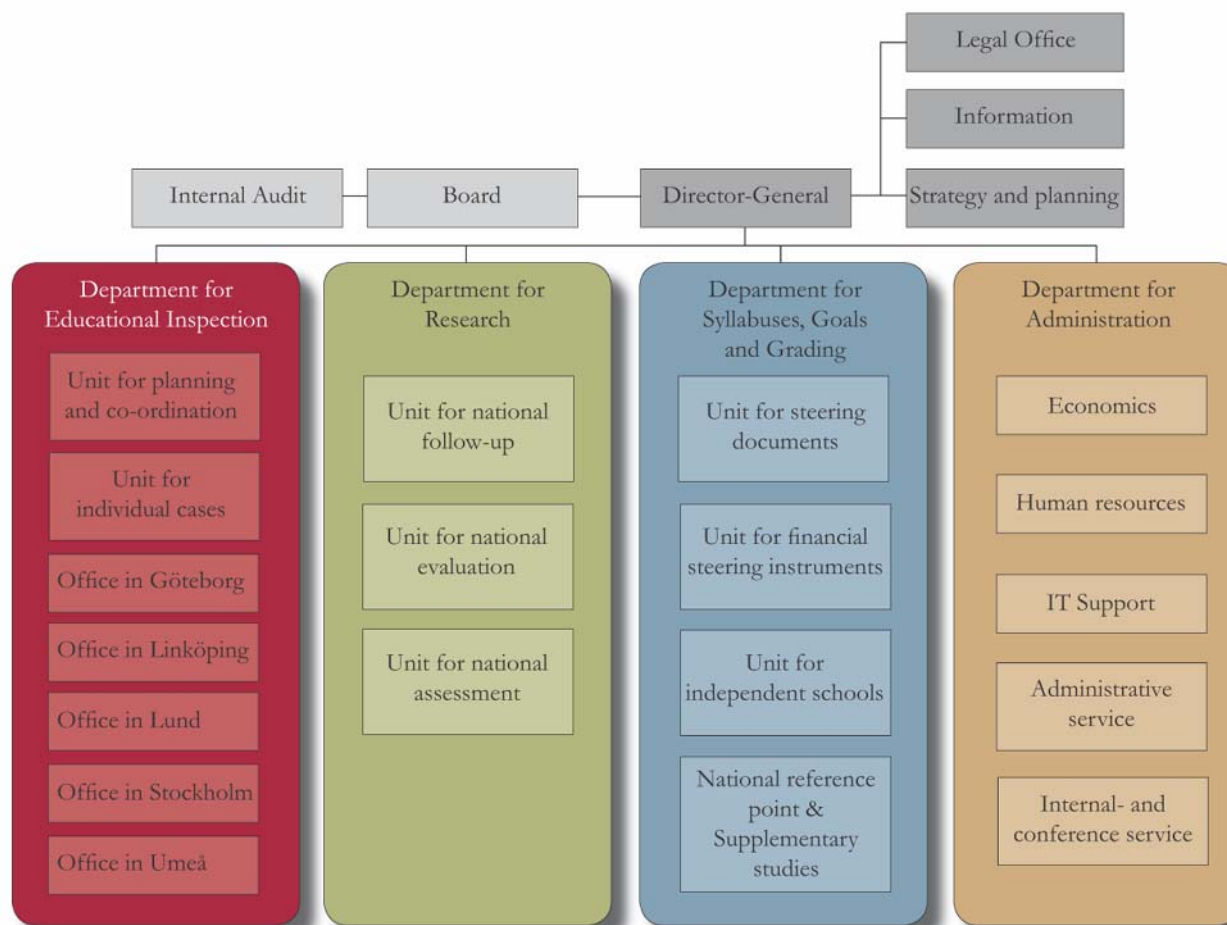 Legal Office
Information
Internal Audit
Board
Director-General
Strategy and planning
Department for
Educational Inspection
Unit for planning
and co-ordination
Unit for
individual cases
Office in Göteborg
Office in Linköping
Office in Lund
Office in Stockholm
Office in Umeå
Department for
Research
Unit for national
follow-up
Unit for national
evaluation
Unit for national
assessment
Department for
Syllabuses, Goals
and Grading
Unit for steering
documents
Unit for financial
steering instruments
Unit for
independent schools
National reference
point &
Supplementary
studies
Department for
Administration
Economics
Human resources
IT Support
Administrative
service
Internal- and
conference service